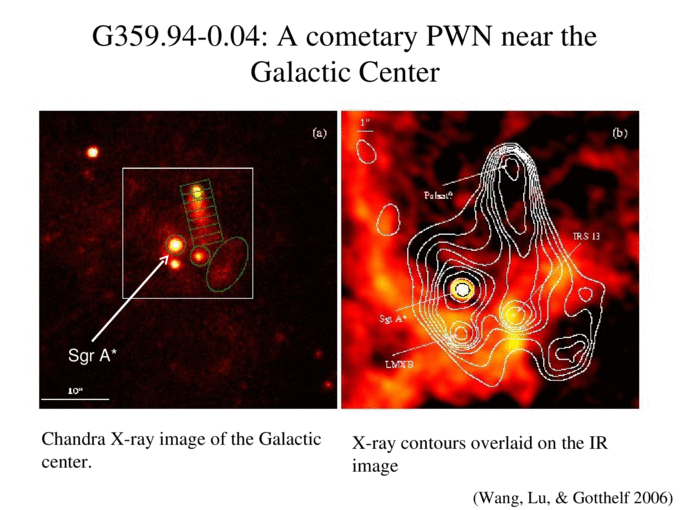 G359.94-0.04: A cometary PWN near the
Galactic Center
(a)
Sgr A*
10"
1"
(b)
Pulsar?
IRS 13
Sgr A*
LMXB
Chandra X-ray image of the Galactic
center.
X-ray contours overlaid on the IR
image
(Wang, Lu, & Gotthelf 2006)